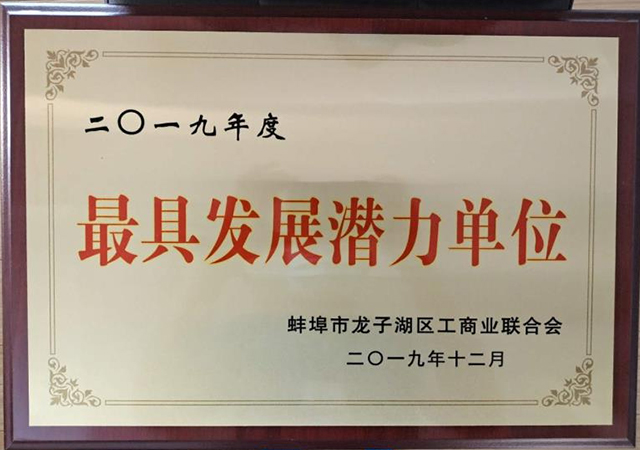 二〇一九年度
最具发展潜力单位
蚌埠市龙子湖区工商业联合会
二〇一九年十二月